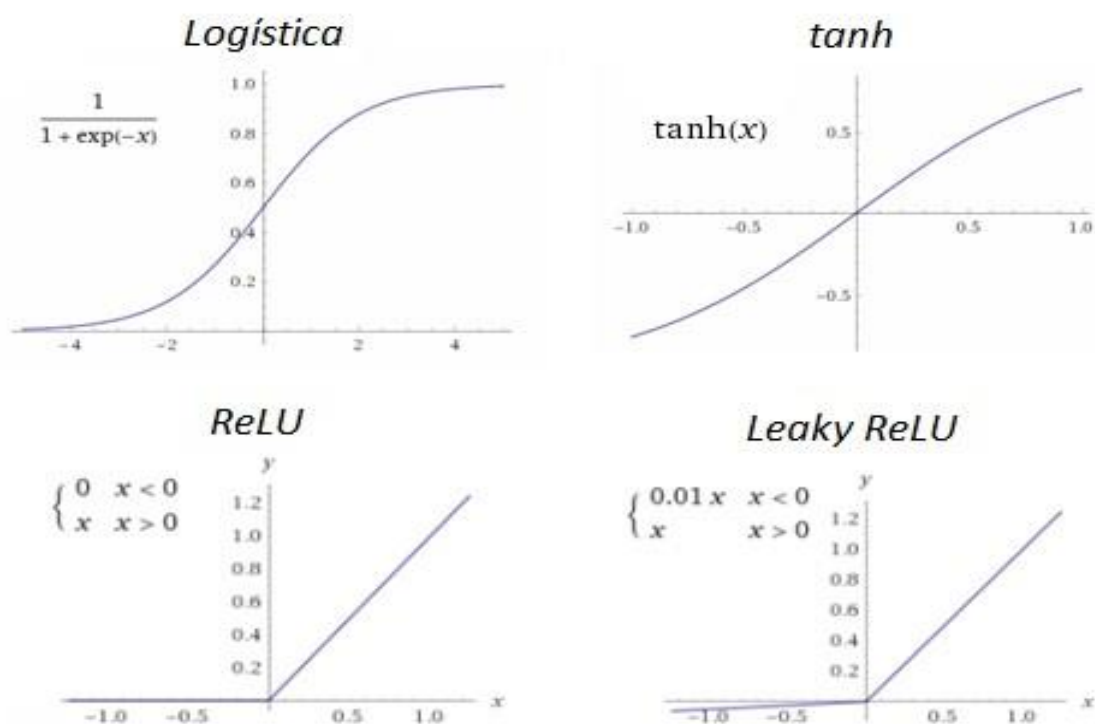 Logística
1
1 + exp(−x)
1.0
0.8
0.6
0.4
0.2
−4 −2 2 4
tanh
tanh(x)
0.5
−1.0 −0.5 0.5 1.0
−0.5
ReLU
y
{ 0 x < 0
x x > 0
1.2
1.0
0.8
0.6
0.4
0.2
−1.0 −0.5 0.5 1.0 x
Leaky ReLU
y
{ 0.01 x x < 0
x x > 0
1.2
1.0
0.8
0.6
0.4
0.2
−1.0 −0.5 0.5 1.0 x